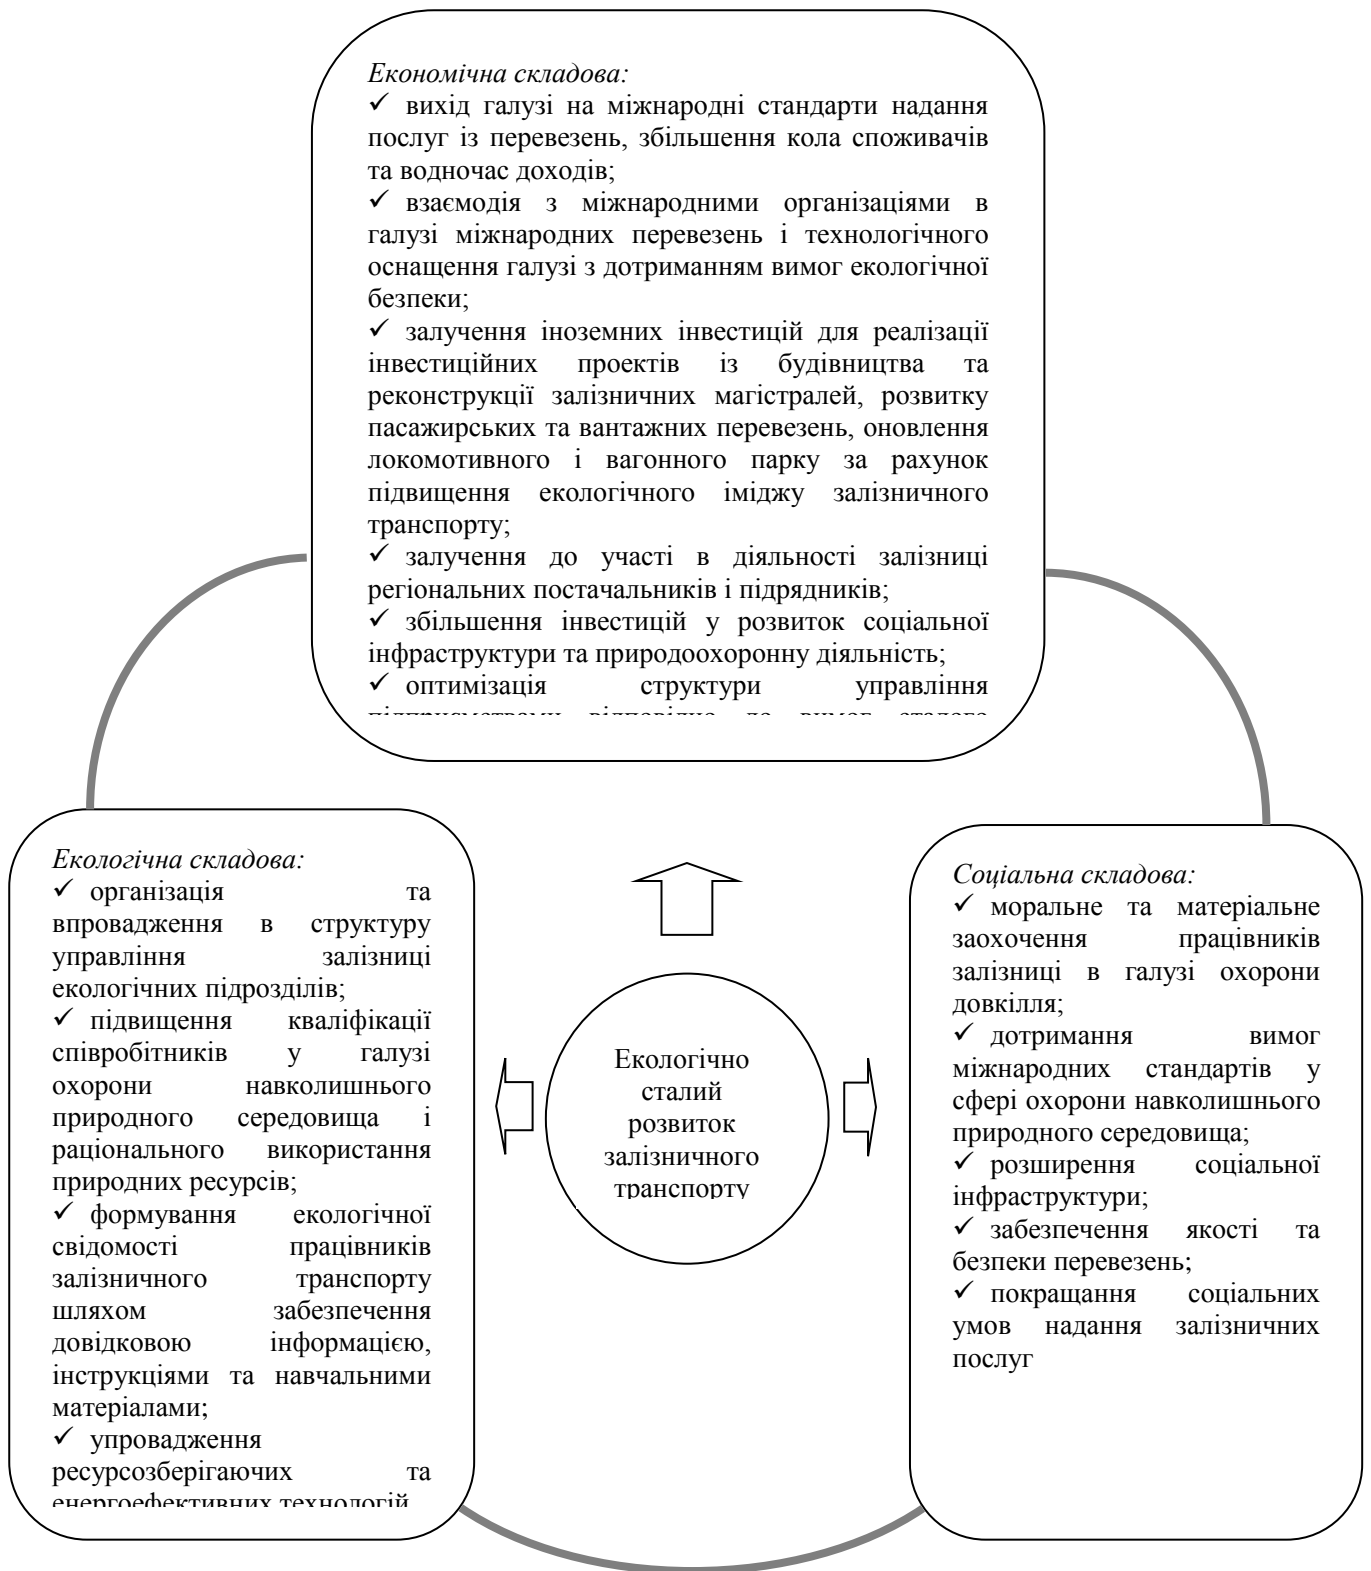 Економічна складова:
✓ вихід галузі на міжнародні стандарти надання
послуг із перевезень, збільшення кола споживачів
та водночас доходів;
✓ взаємодія з міжнародними організаціями в
галузі міжнародних перевезень і технологічного
оснащення галузі з дотриманням вимог екологічної
безпеки;
✓ залучення іноземних інвестицій для реалізації
інвестиційних проектів із будівництва та
реконструкції залізничних магістралей, розвитку
пасажирських та вантажних перевезень, оновлення
локомотивного і вагонного парку за рахунок
підвищення екологічного іміджу залізничного
транспорту;
✓ залучення до участі в діяльності залізниці
регіональних постачальників і підрядників;
✓ збільшення інвестицій у розвиток соціальної
інфраструктури та природоохоронну діяльність;
✓ оптимізація структури управління
підприємствами відповідно до вимог сталого
Екологічна складова:
✓ організація та
впровадження в структуру
управління залізниці
екологічних підрозділів;
✓ підвищення кваліфікації
співробітників у галузі
охорони навколишнього
природного середовища і
раціонального використання
природних ресурсів;
✓ формування екологічної
свідомості працівників
залізничного транспорту
шляхом забезпечення
довідковою інформацією,
інструкціями та навчальними
матеріалами;
✓ упровадження
ресурсозберігаючих та
енергоефективних технологій
Екологічно
сталий
розвиток
залізничного
транспорту
Соціальна складова:
✓ моральне та матеріальне
заохочення працівників
залізниці в галузі охорони
довкілля;
✓ дотримання вимог
міжнародних стандартів у
сфері охорони навколишнього
природного середовища;
✓ розширення соціальної
інфраструктури;
✓ забезпечення якості та
безпеки перевезень;
✓ покращання соціальних
умов надання залізничних
послуг